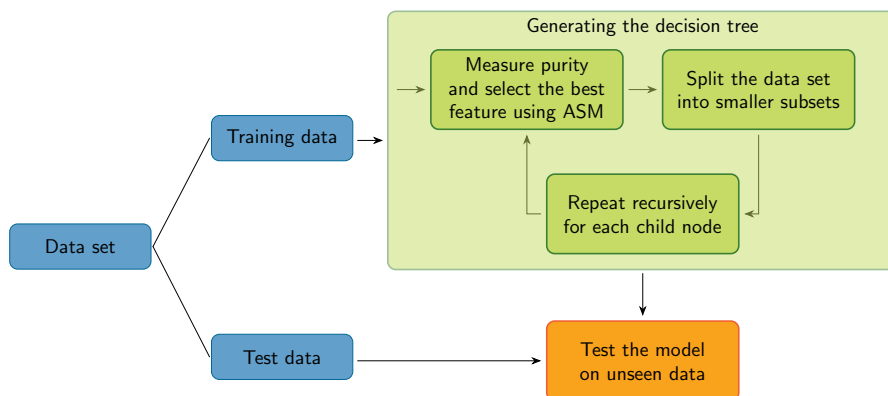 Generating the decision tree
Measure purity
and select the best
feature using ASM
Split the data set
into smaller subsets
Training data
Repeat recursively
for each child node
Data set
Test data
Test the model
on unseen data